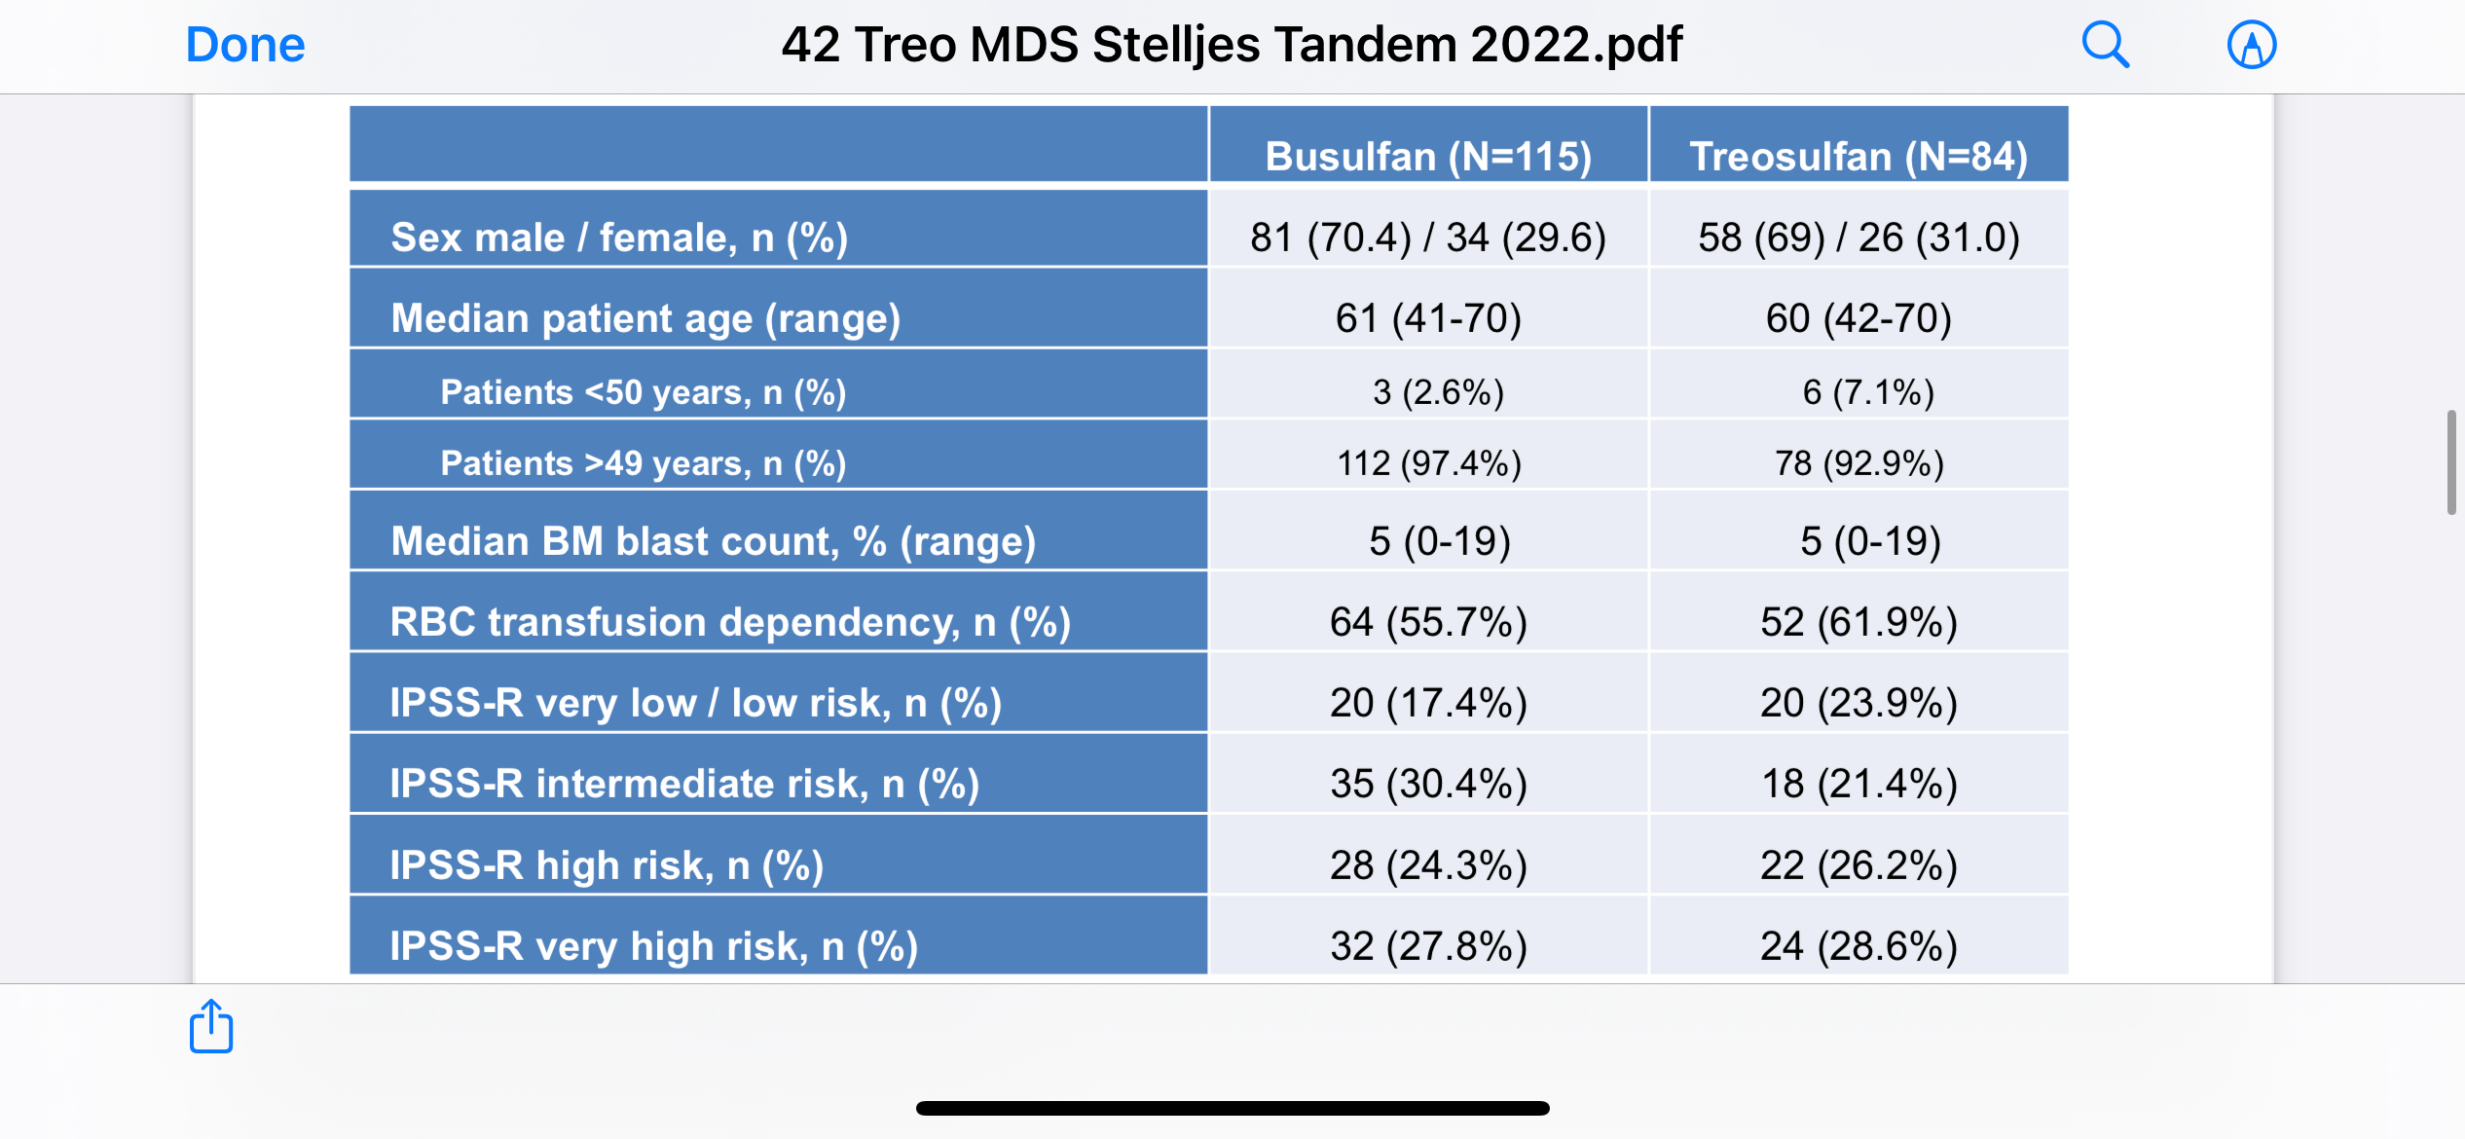 Done 42 Treo MDS Stelljes Tandem 2022.pdf
Busulfan (N=115) Treosulfan (N=84)
Sex male / female, n (%) 81 (70.4) / 34 (29.6) 58 (69) / 26 (31.0)
Median patient age (range) 61 (41-70) 60 (42-70)
Patients <50 years, n (%) 3 (2.6%) 6 (7.1%)
Patients >49 years, n (%) 112 (97.4%) 78 (92.9%)
Median BM blast count, % (range) 5 (0-19) 5 (0-19)
RBC transfusion dependency, n (%) 64 (55.7%) 52 (61.9%)
IPSS-R very low / low risk, n (%) 20 (17.4%) 20 (23.9%)
IPSS-R intermediate risk, n (%) 35 (30.4%) 18 (21.4%)
IPSS-R high risk, n (%) 28 (24.3%) 22 (26.2%)
IPSS-R very high risk, n (%) 32 (27.8%) 24 (28.6%)